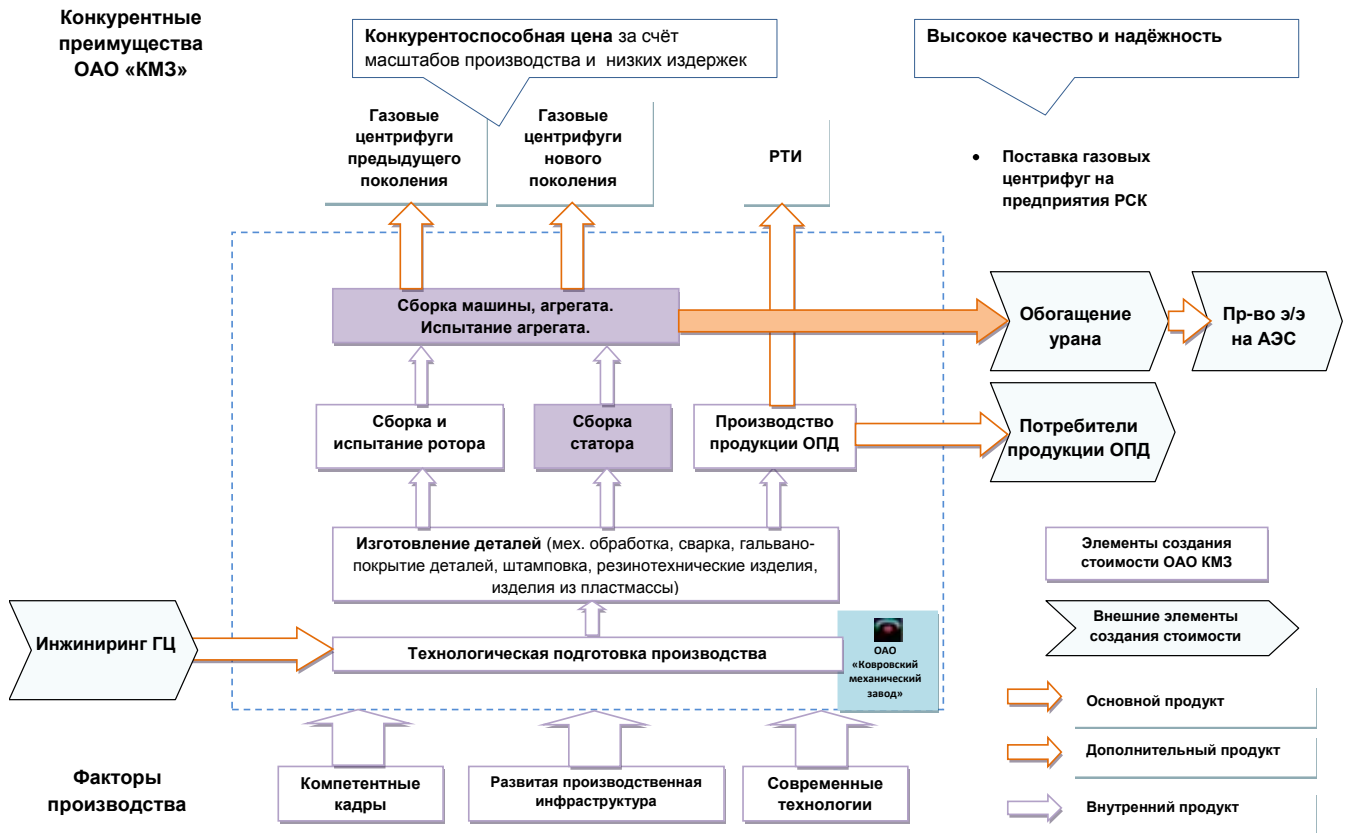 Конкурентные
преимущества
ОАО «КМЗ»
Конкурентоспособная цена за счёт
масштабов производства и низких издержек
Высокое качество и надёжность
Газовые
центрифуги
предыдущего
поколения
Газовые
центрифуги
нового
поколения
РТИ
• Поставка газовых
центрифуг на
предприятия РСК
Сборка машины, агрегата.
Испытание агрегата.
Обогащение
урана
Пр-во э/э
на АЭС
Сборка и
испытание ротора
Сборка
статора
Производство
продукции ОПД
Потребители
продукции ОПД
Изготовление деталей (мех. обработка, сварка, гальвано-
покрытие деталей, штамповка, резинотехнические изделия,
изделия из пластмассы)
Элементы создания
стоимости ОАО КМЗ
Внешние элементы
создания стоимости
Инжиниринг ГЦ
Технологическая подготовка производства
ОАО
«Ковровский
механический
завод»
Основной продукт
Дополнительный продукт
Внутренний продукт
Факторы
производства
Компетентные
кадры
Развитая производственная
инфраструктура
Современные
технологии